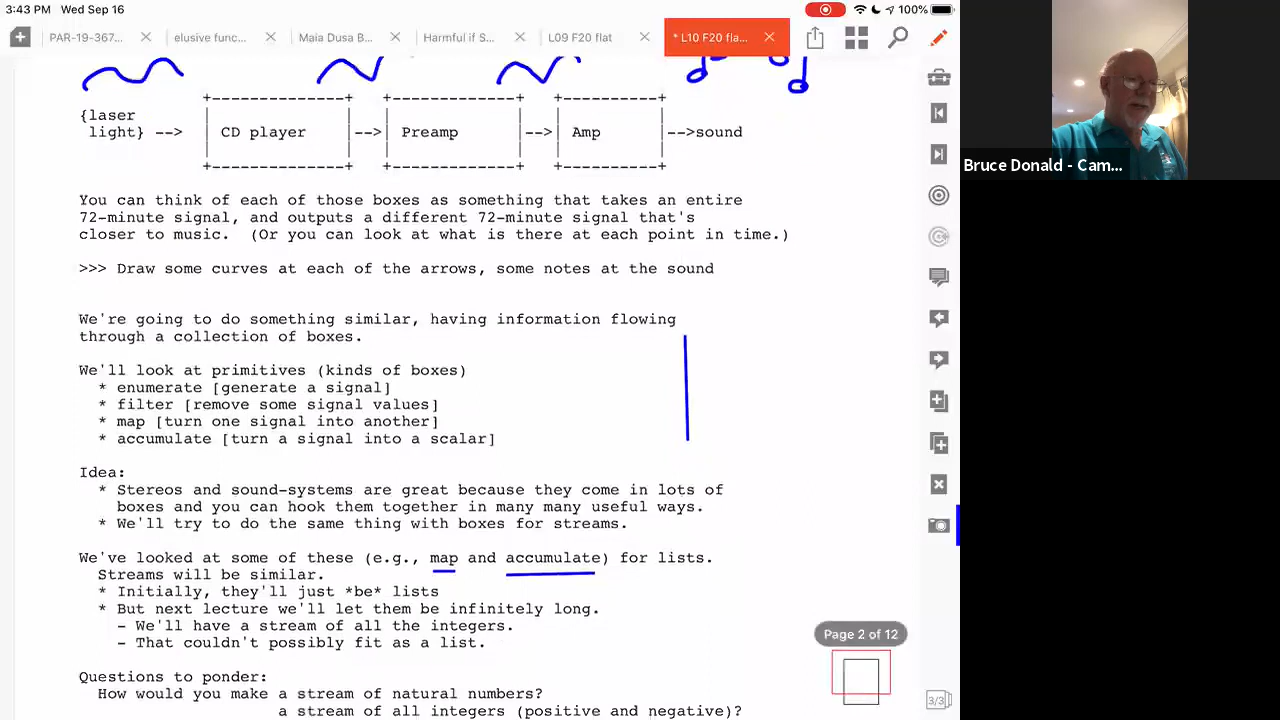 3:43 PM Wed Sep 16
100%
PAR-19-367...
elusive func...
Maia Dusa B...
Harmful if S...
L09 F20 flat
* L10 F20 fla...
+--------------+ +-------------+ +----------+
{laser
light} --> | CD player |--> | Preamp |--> | Amp |-->sound
+--------------+ +-------------+ +----------+
You can think of each of those boxes as something that takes an entire
72-minute signal, and outputs a different 72-minute signal that's
closer to music. (Or you can look at what is there at each point in time.)
>>> Draw some curves at each of the arrows, some notes at the sound
We're going to do something similar, having information flowing
through a collection of boxes.
We'll look at primitives (kinds of boxes)
* enumerate [generate a signal]
* filter [remove some signal values]
* map [turn one signal into another]
* accumulate [turn a signal into a scalar]
Idea:
* Stereos and sound-systems are great because they come in lots of
boxes and you can hook them together in many many useful ways.
* We'll try to do the same thing with boxes for streams.
We've looked at some of these (e.g., map and accumulate) for lists.
Streams will be similar.
* Initially, they'll just *be* lists
* But next lecture we'll let them be infinitely long.
- We'll have a stream of all the integers.
- That couldn't possibly fit as a list.
Questions to ponder:
How would you make a stream of natural numbers?
a stream of all integers (positive and negative)?
Page 2 of 12
3/3
Bruce Donald - Cam...